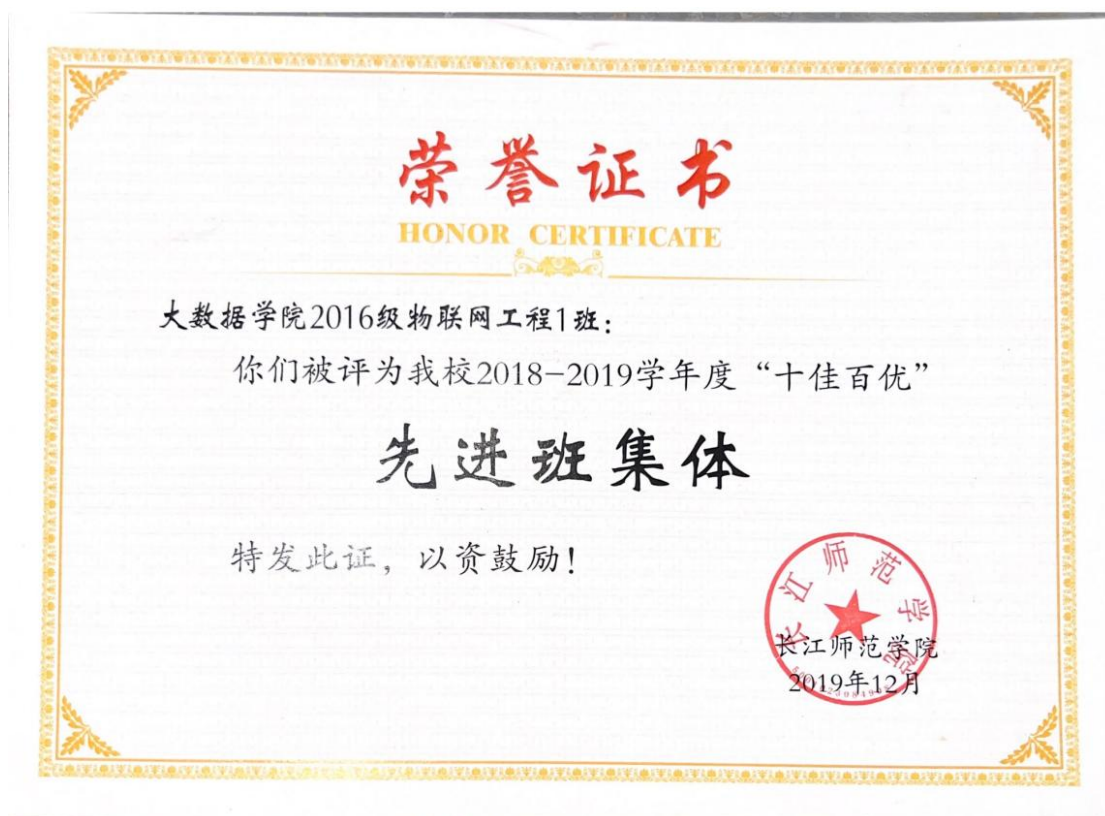 荣誉证书
HONOR CERTIFICATE
大数据学院2016级物联网工程1班：
你们被评为我校2018-2019学年度“十佳百优”
先进班集体
特发此证，以资鼓励！
长江师范学院
长江师范学院
2019年12月